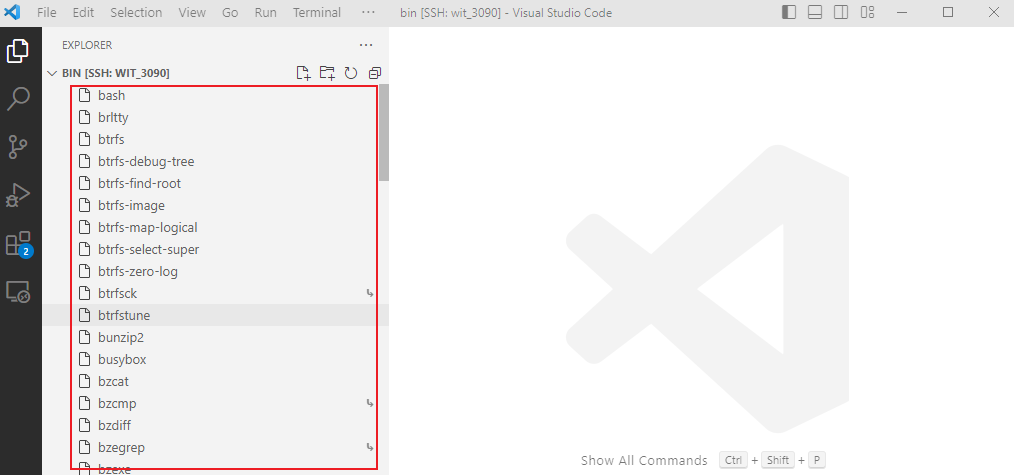 File Edit Selection View Go Run Terminal ··· bin [SSH: wit_3090] - Visual Studio Code
EXPLORER ···
BIN [SSH: WIT_3090]
bash
brltty
btrfs
btrfs-debug-tree
btrfs-find-root
btrfs-image
btrfs-map-logical
btrfs-select-super
btrfs-zero-log
btrfsck
btrfstune
bunzip2
busybox
bzcat
bzcmp
bzdiff
bzegrep
bzexe
2
Show All Commands Ctrl + Shift + P